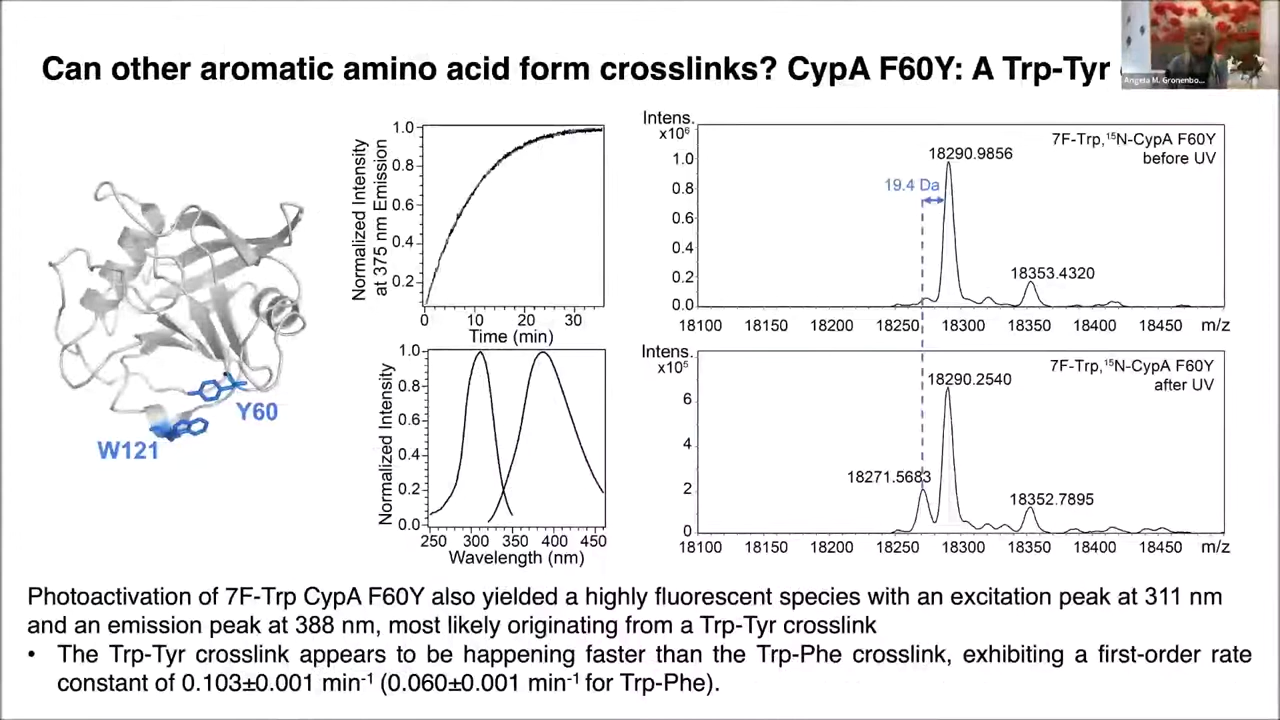 Can other aromatic amino acid form crosslinks? CypA F60Y: A Trp-Tyr
Angela M. Gronenbo...
Normalized Intensity
at 375 nm Emission
1.0
0.8
0.6
0.4
0.2
0 10 20 30
Time (min)
Normalized Intensity
1.0
0.8
0.6
0.4
0.2
0.0
250 300 350 400 450
Wavelength (nm)
Y60
W121
Intens.
x10⁶
7F-Trp,¹⁵N-CypA F60Y
before UV
18290.9856
19.4 Da
18353.4320
1.0
0.8
0.6
0.4
0.2
0.0
18100 18150 18200 18250 18300 18350 18400 18450 m/z
Intens.
x10⁵
7F-Trp,¹⁵N-CypA F60Y
after UV
18290.2540
18271.5683
18352.7895
6
4
2
0
18100 18150 18200 18250 18300 18350 18400 18450 m/z
Photoactivation of 7F-Trp CypA F60Y also yielded a highly fluorescent species with an excitation peak at 311 nm
and an emission peak at 388 nm, most likely originating from a Trp-Tyr crosslink
• The Trp-Tyr crosslink appears to be happening faster than the Trp-Phe crosslink, exhibiting a first-order rate
constant of 0.103±0.001 min⁻¹ (0.060±0.001 min⁻¹ for Trp-Phe).